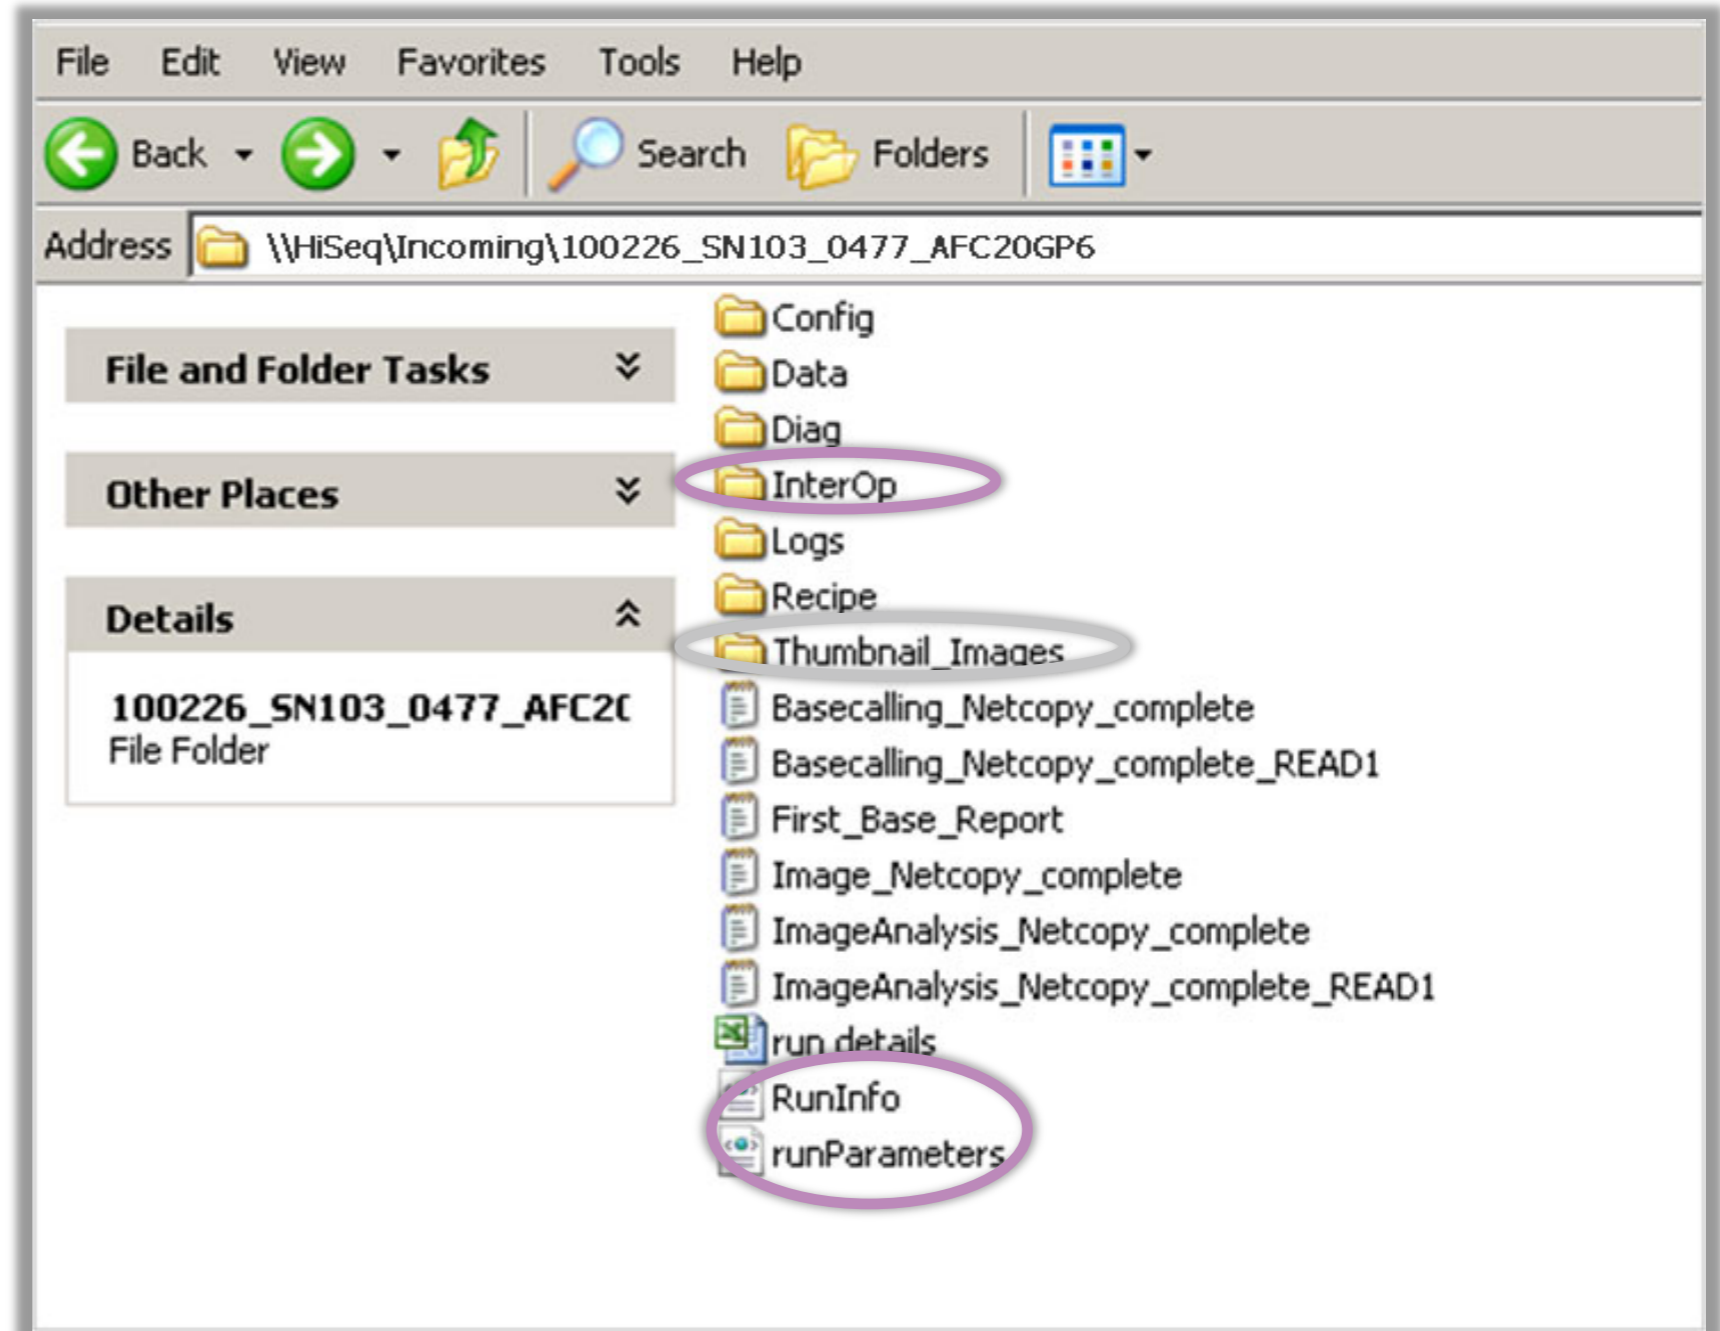 File Edit View Favorites Tools Help
Back Search Folders
Address \\HiSeq\Incoming\100226_SN103_0477_AFC20GP6
File and Folder Tasks
Other Places
Details
100226_SN103_0477_AFC2(
File Folder
Config
Data
Diag
InterOp
Logs
Recipe
Thumbnail_Images
Basecalling_Netcopy_complete
Basecalling_Netcopy_complete_READ1
First_Base_Report
Image_Netcopy_complete
ImageAnalysis_Netcopy_complete
ImageAnalysis_Netcopy_complete_READ1
run details
RunInfo
runParameters